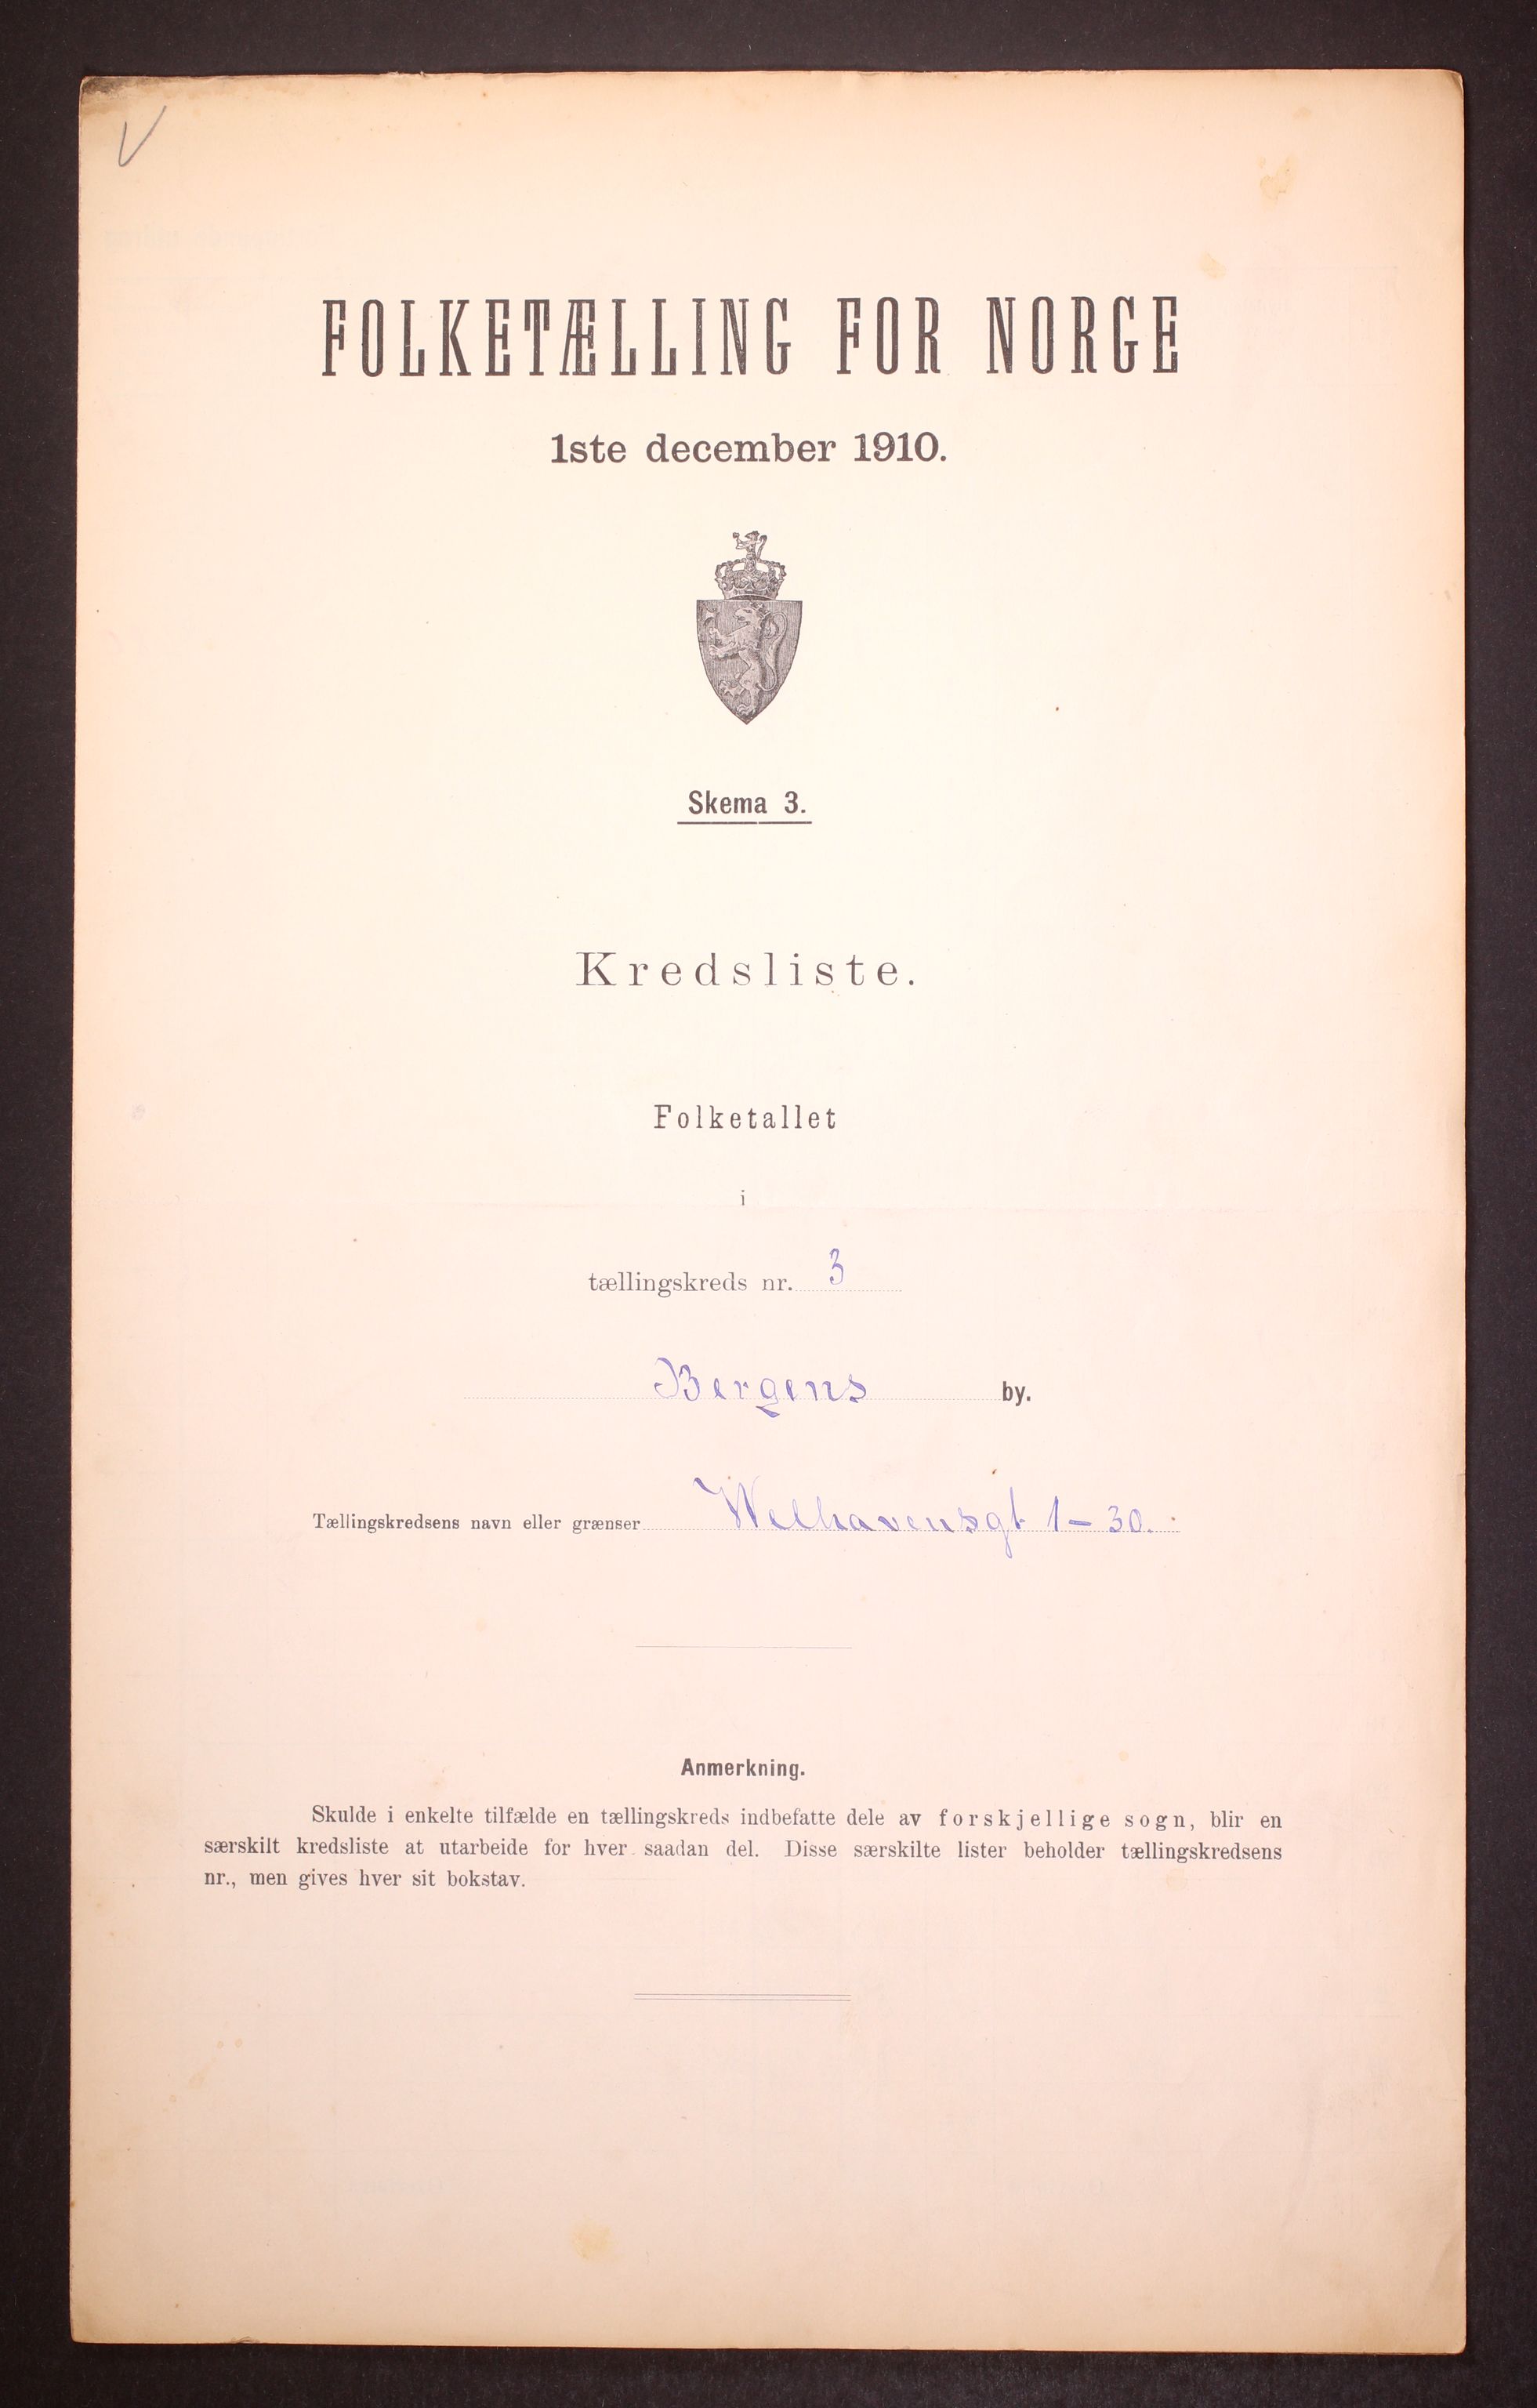 V
FOLKETÆLLING FOR NORGE
1ste december 1910.
Skema 3.
Kredsliste.
Folketallet
i
tællingskreds nr. 3
Bergens by.
Tællingskredsens navn eller grænser Welhavensgt 1-30.
Anmerkning.
Skulde i enkelte tilfælde en tællingskreds indbefatte dele av forskjellige sogn, blir en
særskilt kredsliste at utarbeide for hver saadan del. Disse særskilte lister beholder tællingskredsens
nr., men gives hver sit bokstav.